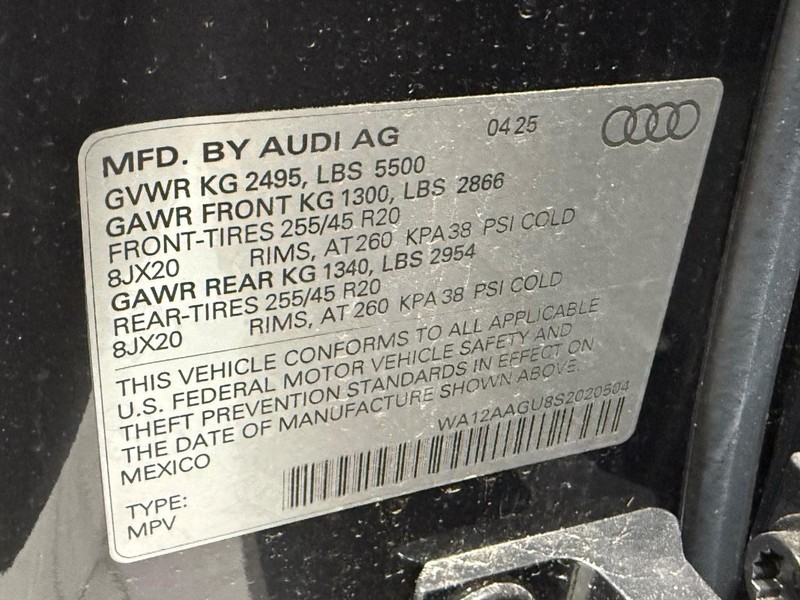 MFD. BY AUDI AG 04 25
GVWR KG 2495, LBS 5500
GAWR FRONT KG 1300, LBS 2866
FRONT-TIRES 255/45 R20
8JX20 RIMS, AT 260 KPA 38 PSI COLD
GAWR REAR KG 1340, LBS 2954
REAR-TIRES 255/45 R20
8JX20 RIMS, AT 260 KPA 38 PSI COLD
THIS VEHICLE CONFORMS TO ALL APPLICABLE
U.S. FEDERAL MOTOR VEHICLE SAFETY AND
THEFT PREVENTION STANDARDS IN EFFECT ON
THE DATE OF MANUFACTURE SHOWN ABOVE.
MEXICO WA12AAGU8S2020504
TYPE:
MPV